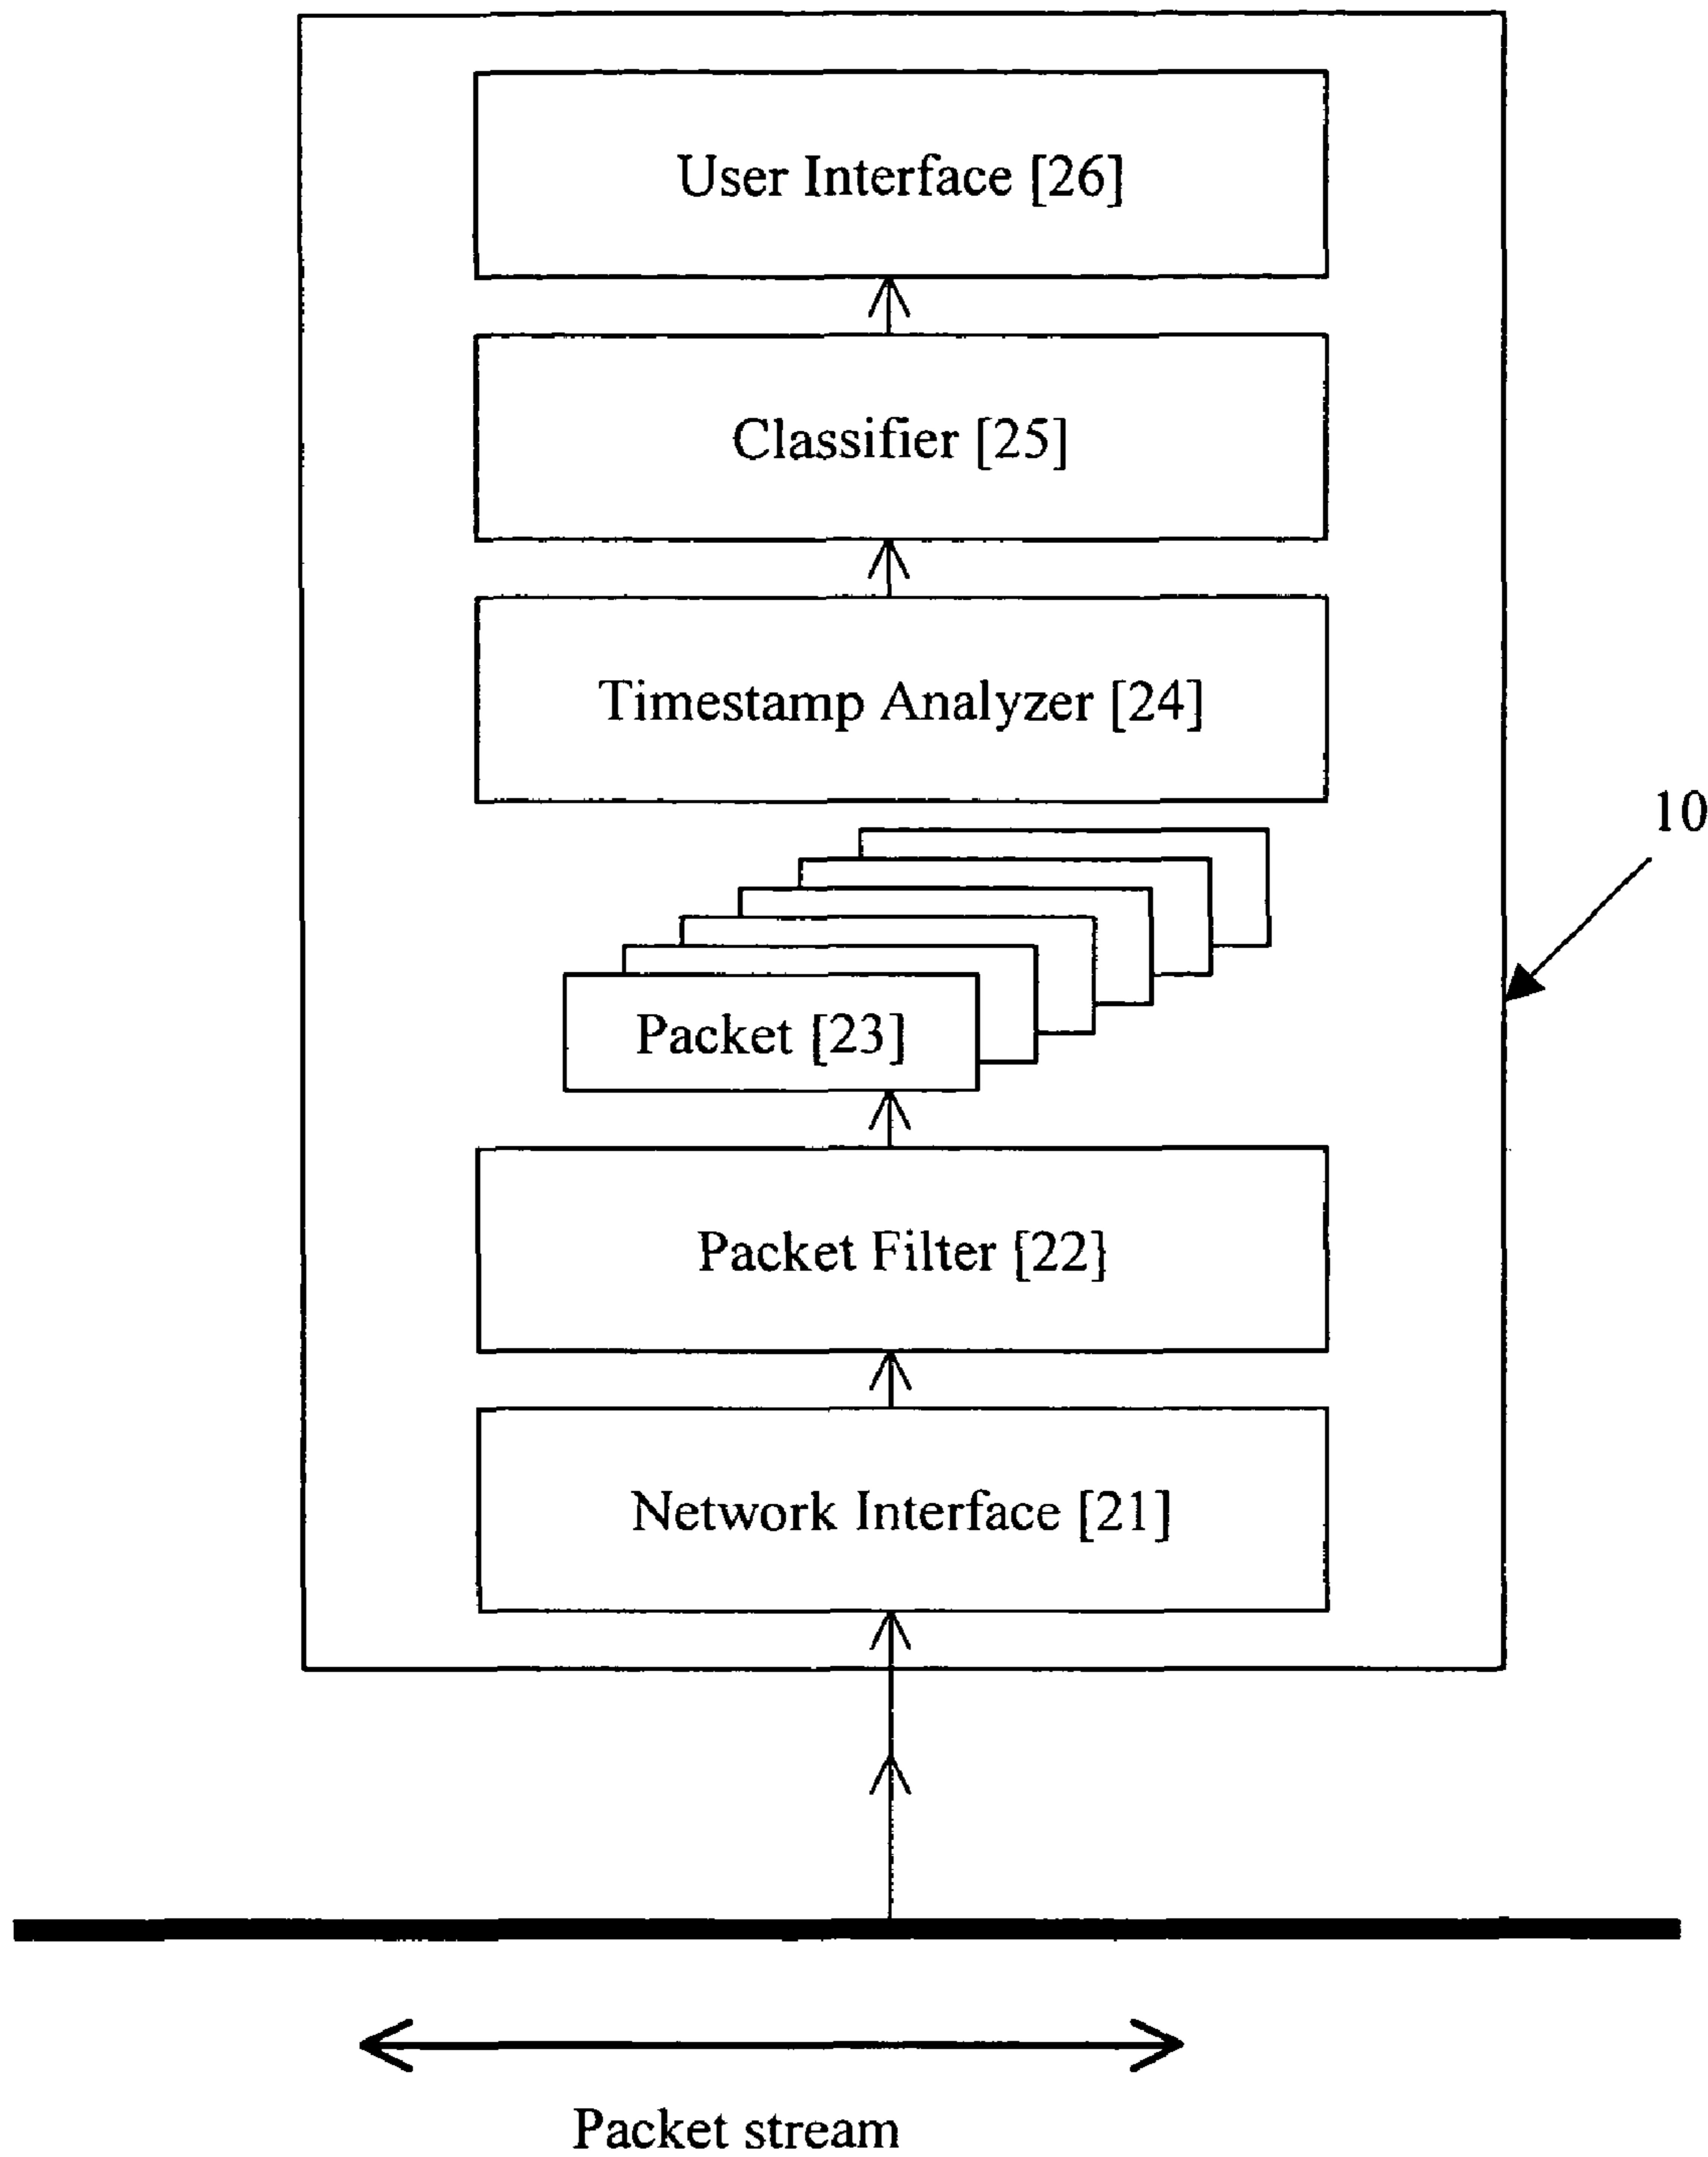 User Interface [26]
Classifier [25]
Timestamp Analyzer [24]
10
Packet [23]
Packet Filter [22]
Network Interface [21]
Packet stream